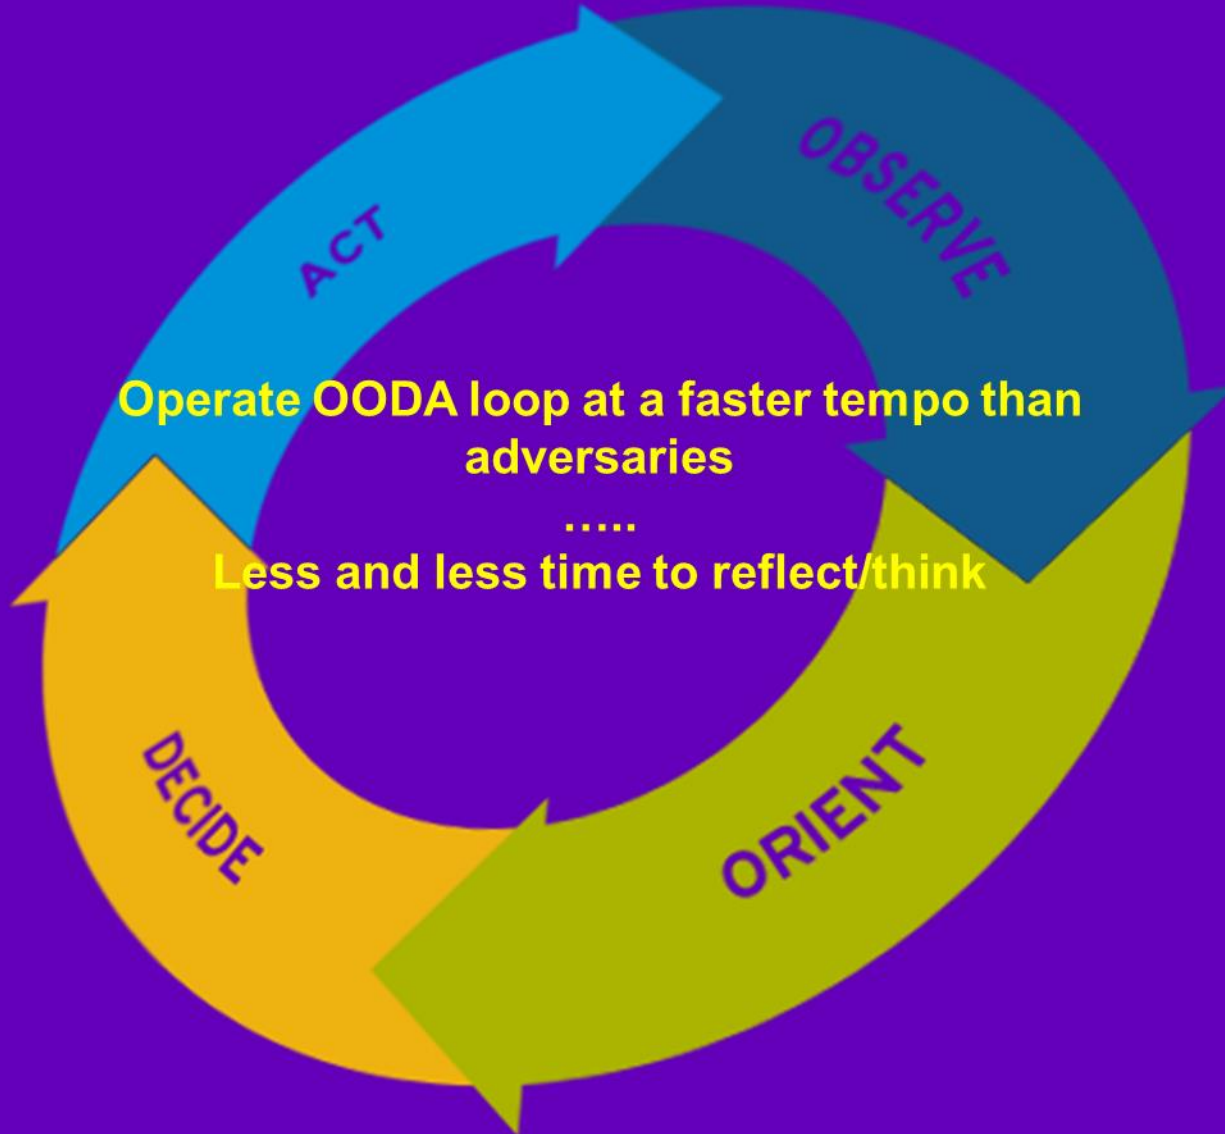 OBSERVE
ACT
Operate OODA loop at a faster tempo than
adversaries
.....
Less and less time to reflect/think
DECIDE
ORIENT